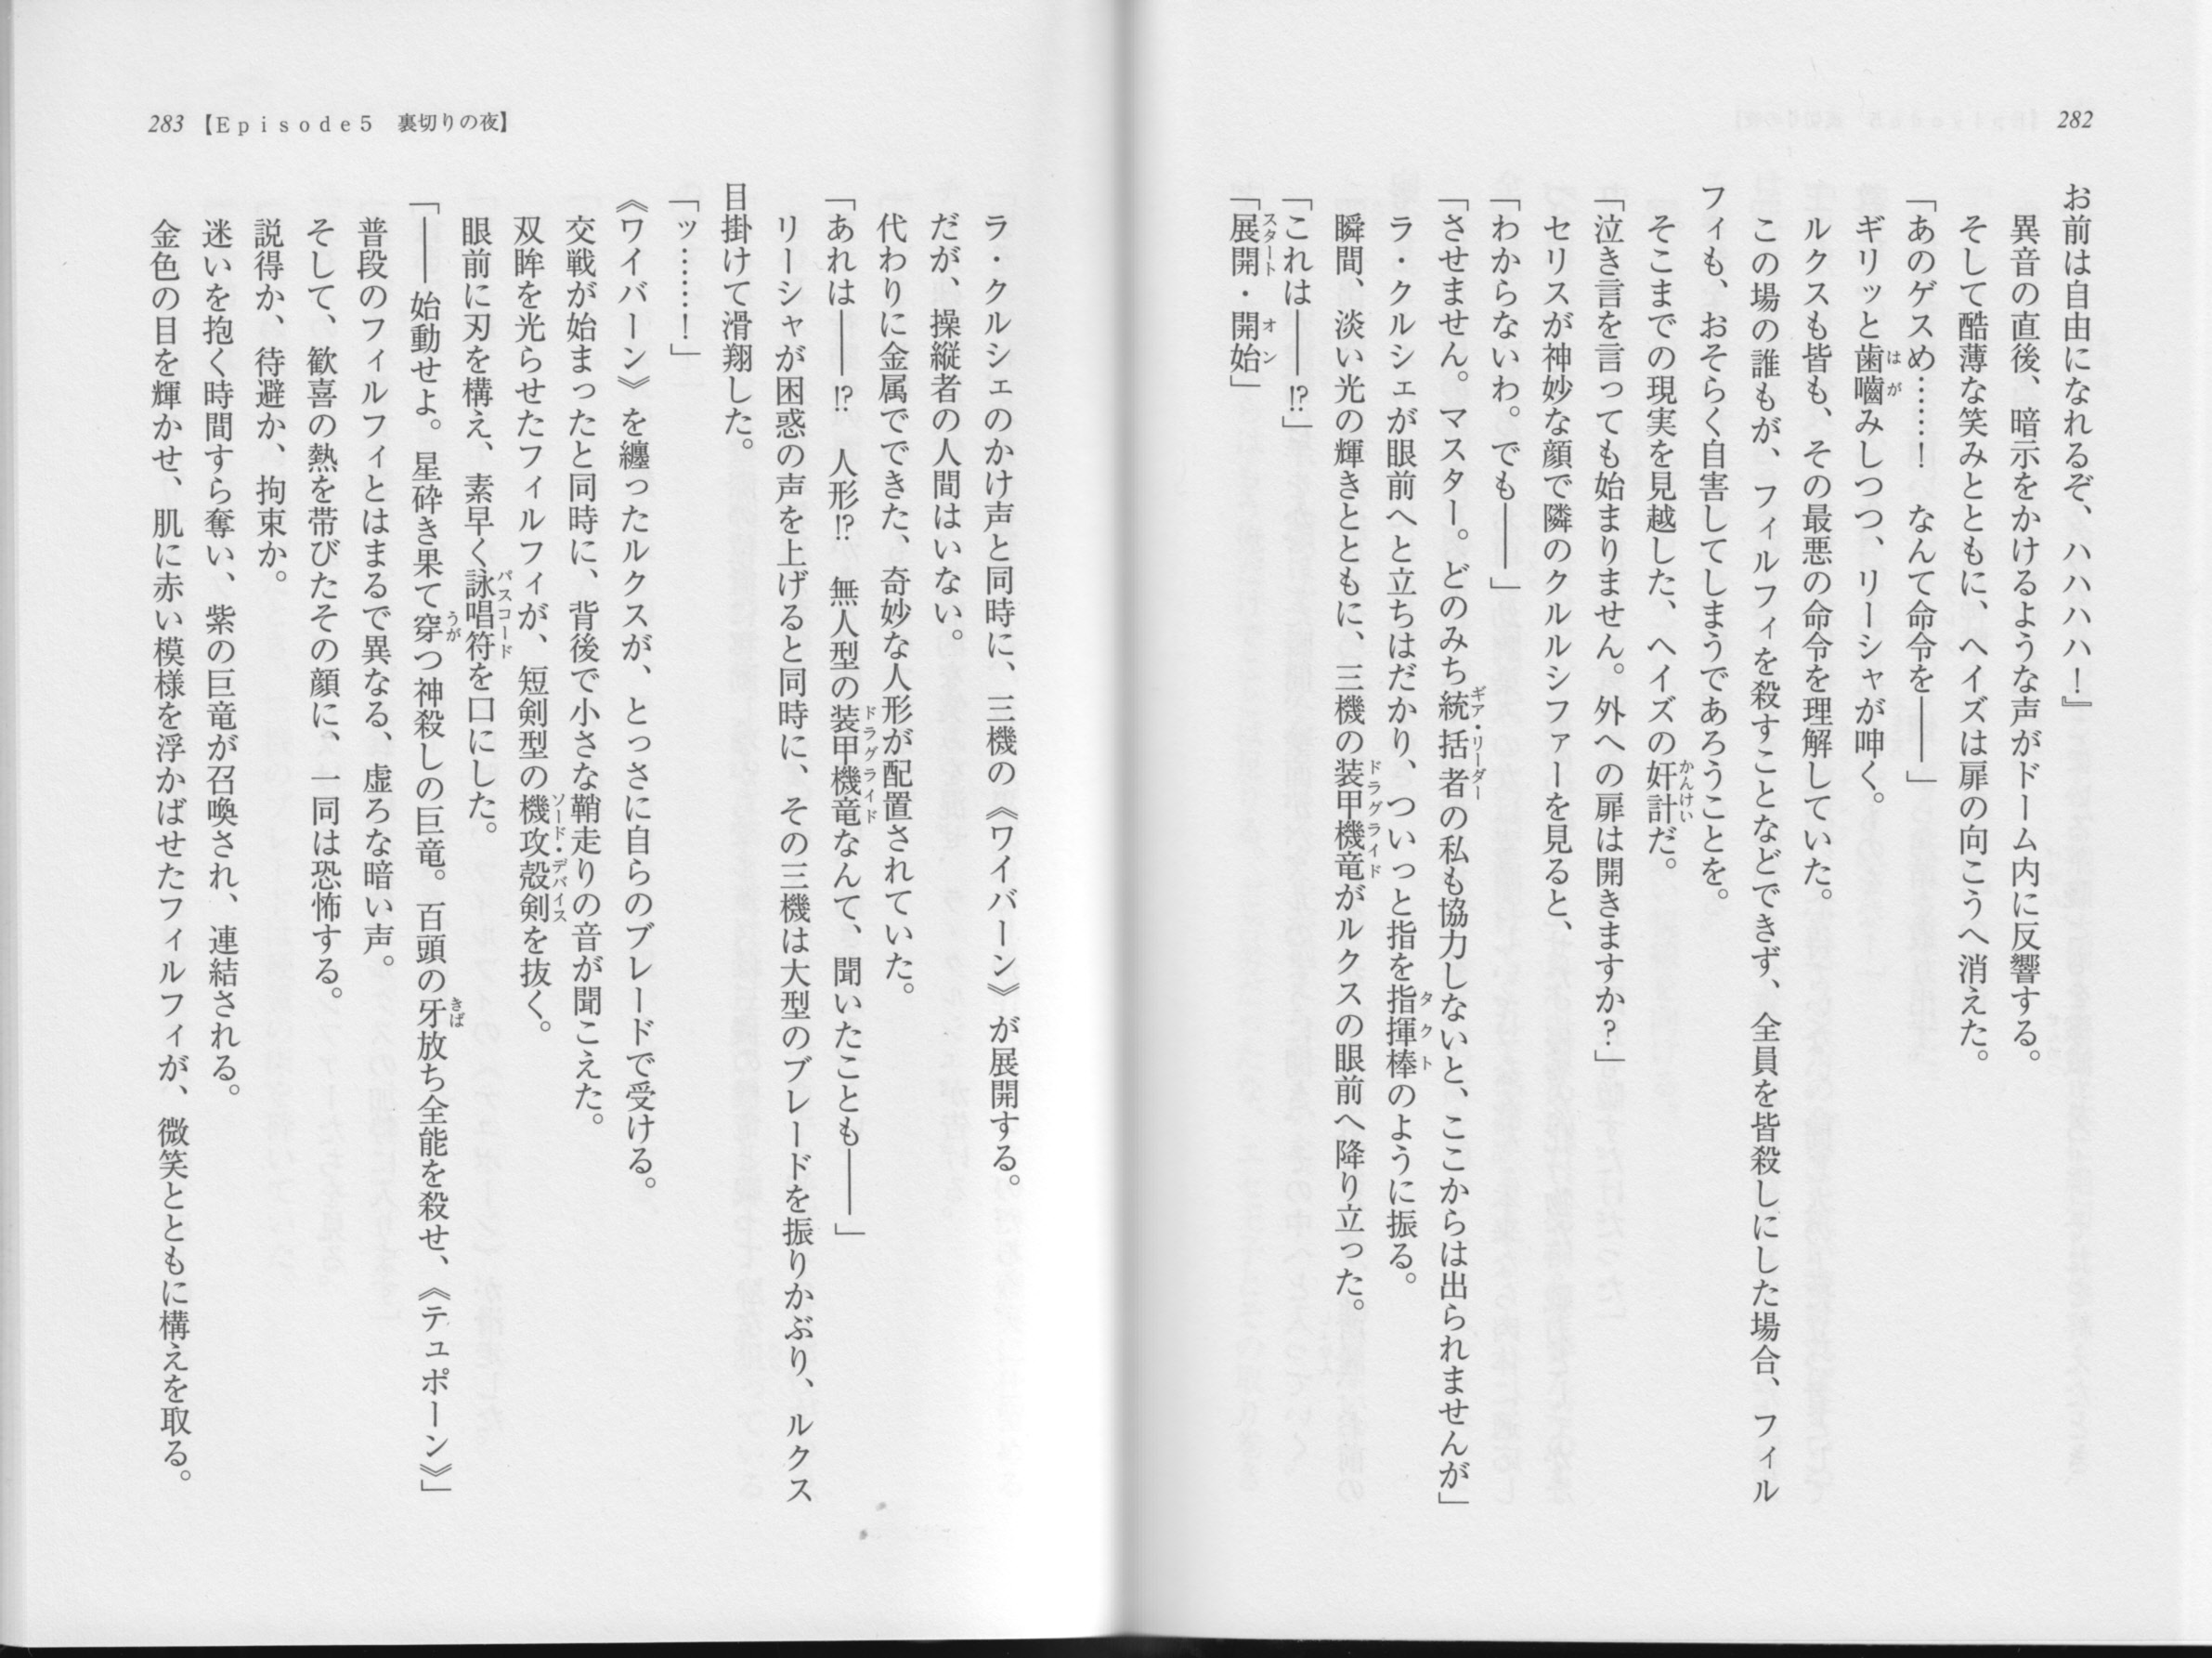 282
お前は自由になれるぞ、ハハハハ！』
異音の直後、暗示をかけるような声がドーム内に反響する。
そして酷薄な笑みとともに、ヘイズは扉の向こうへ消えた。
「あのゲスめ……！　なんて命令を――」
ギリッと歯嚙みしつつ、リーシャが呻く。
ルクスも皆も、その最悪の命令を理解していた。
この場の誰もが、フィルフィを殺すことなどできず、全員を皆殺しにした場合、フィル
フィも、おそらく自害してしまうであろうことを。
そこまでの現実を見越した、ヘイズの奸計だ。
「泣き言を言っても始まりません。外への扉は開きますか？」
セリスが神妙な顔で隣のクルルシファーを見ると、
「わからないわ。でも――」
「させません。マスター。どのみち統括者の私も協力しないと、ここからは出られませんが」
ラ・クルシェが眼前へと立ちはだかり、ついっと指を指揮棒のように振る。
瞬間、淡い光の輝きとともに、三機の装甲機竜がルクスの眼前へ降り立った。
「これは――!?」
「展開・開始」
283【Episode5　裏切りの夜】
ラ・クルシェのかけ声と同時に、三機の《ワイバーン》が展開する。
だが、操縦者の人間はいない。
代わりに金属でできた、奇妙な人形が配置されていた。
「あれは――!?　人形!?　無人型の装甲機竜なんて、聞いたことも――」
リーシャが困惑の声を上げると同時に、その三機は大型のブレードを振りかぶり、ルクス
目掛けて滑翔した。
「ッ……！」
《ワイバーン》を纏ったルクスが、とっさに自らのブレードで受ける。
交戦が始まったと同時に、背後で小さな鞘走りの音が聞こえた。
双眸を光らせたフィルフィが、短剣型の機攻殻剣を抜く。
眼前に刃を構え、素早く詠唱符を口にした。
「――始動せよ。星砕き果て穿つ神殺しの巨竜。百頭の牙放ち全能を殺せ、《テュポーン》」
普段のフィルフィとはまるで異なる、虚ろな暗い声。
そして、歓喜の熱を帯びたその顔に、一同は恐怖する。
説得か、待避か、拘束か。
迷いを抱く時間すら奪い、紫の巨竜が召喚され、連結される。
金色の目を輝かせ、肌に赤い模様を浮かばせたフィルフィが、微笑とともに構えを取る。